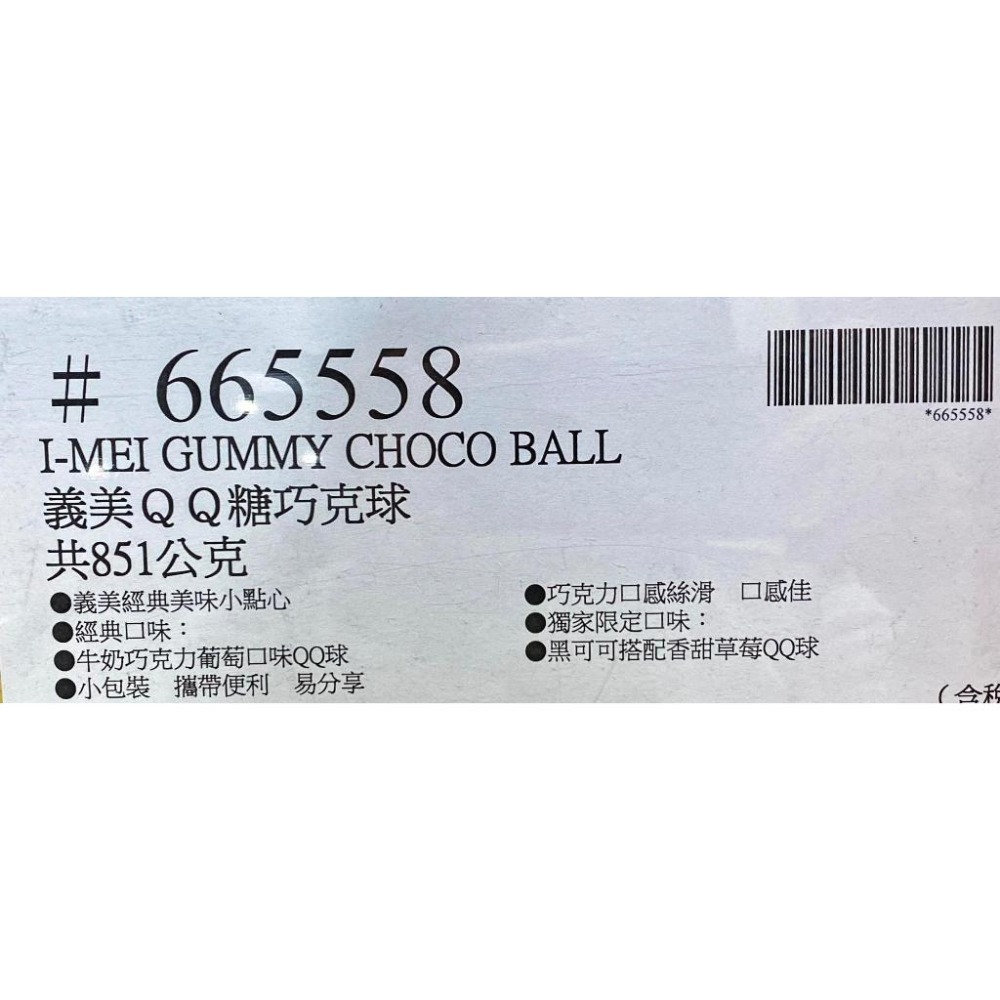 # 665558
*665558*
I-MEI GUMMY CHOCO BALL
義美ＱＱ糖巧克球
共851公克
●義美經典美味小點心
●經典口味：
●牛奶巧克力葡萄口味QQ球
●小包裝　攜帶便利　易分享
●巧克力口感絲滑　口感佳
●獨家限定口味：
●黑可可搭配香甜草莓QQ球
（含稅